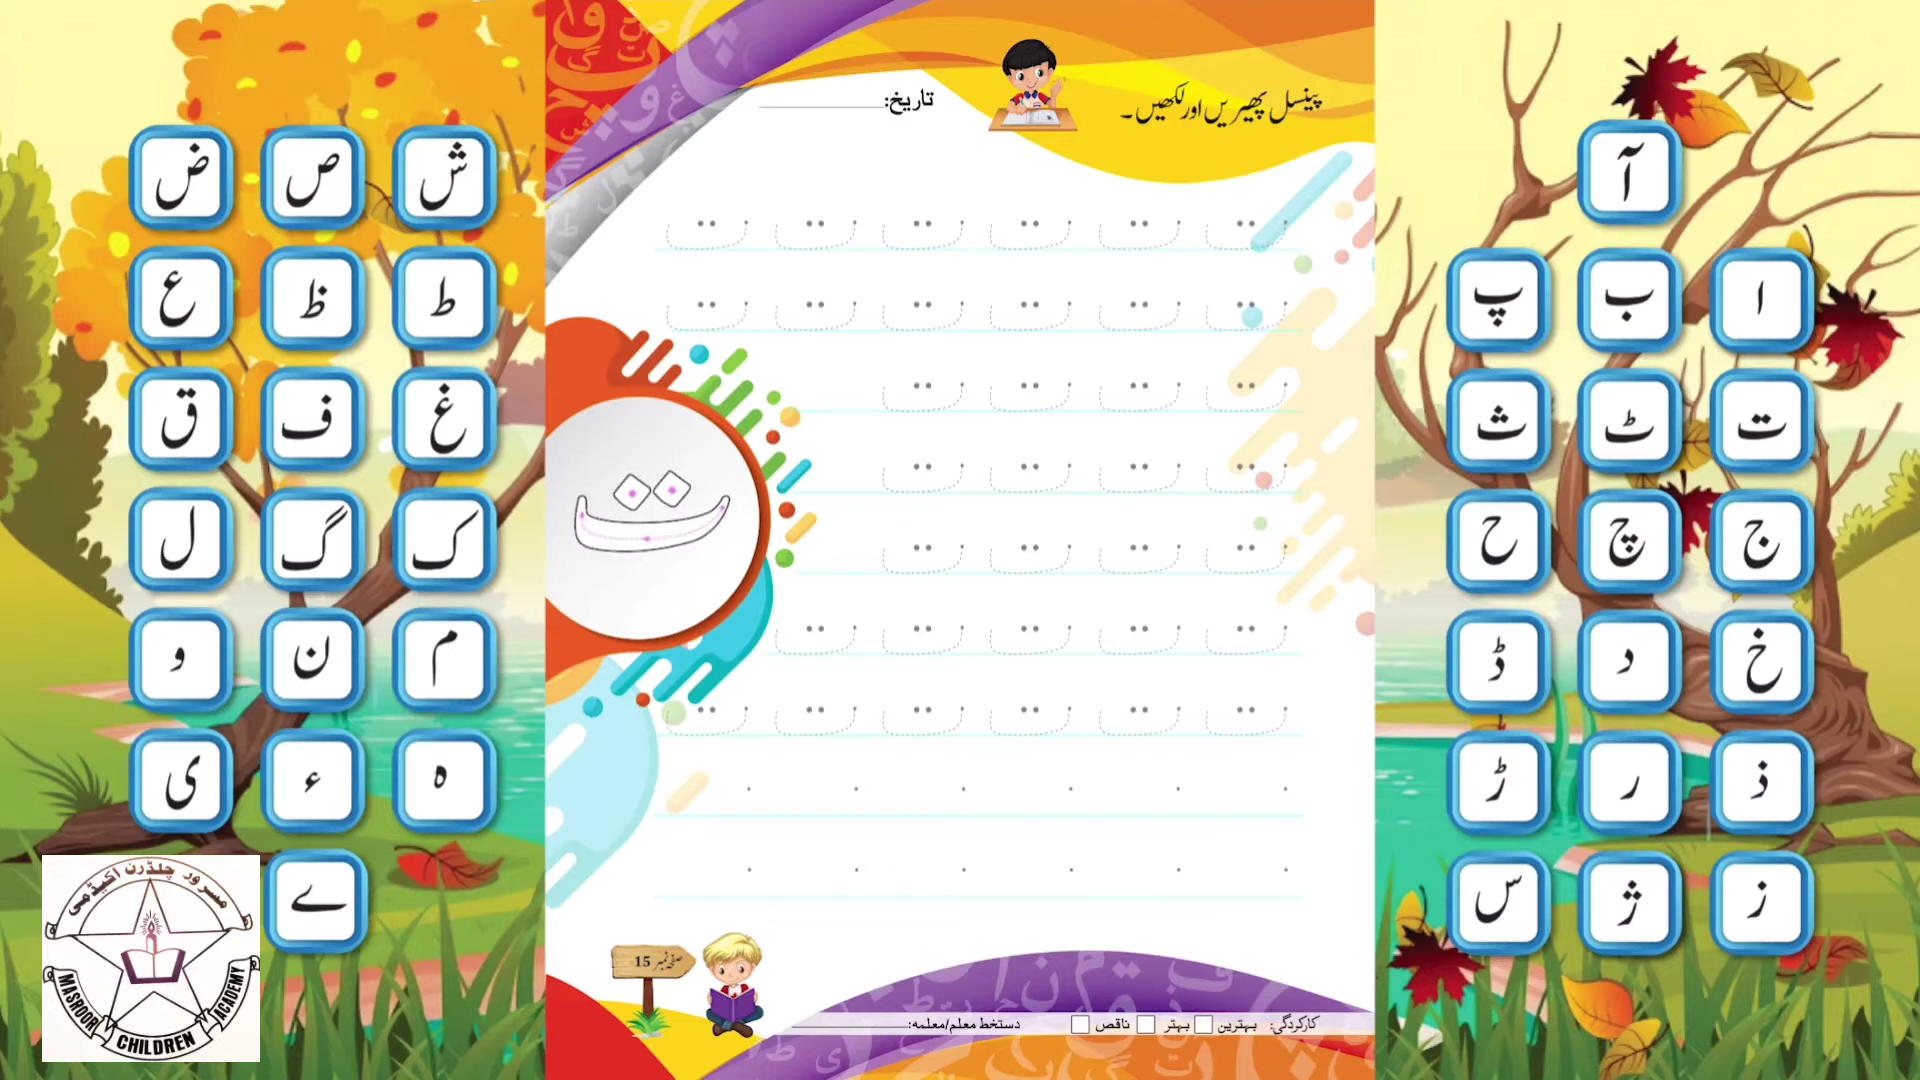 پینسل پھیریں اور لکھیں۔
تاریخ:
آ
ا ب پ
ت ٹ ث
ج چ ح
خ د ڈ
ذ ر ڑ
ز ژ س
ش ص ض
ط ظ ع
غ ف ق
ک گ ل
م ن و
ہ ء ی
ے
ت ت ت ت ت ت
ت ت ت ت ت ت
ت ت ت ت
ت ت ت ت
ت ت ت ت
ت ت ت ت ت
ت ت ت ت ت ت
ت
صفحہ نمبر 15
کارکردگی: بہترین بہتر ناقص دستخط معلم/معلمہ:
مسرور چلڈرن اکیڈمی
MASROOR CHILDREN ACADEMY